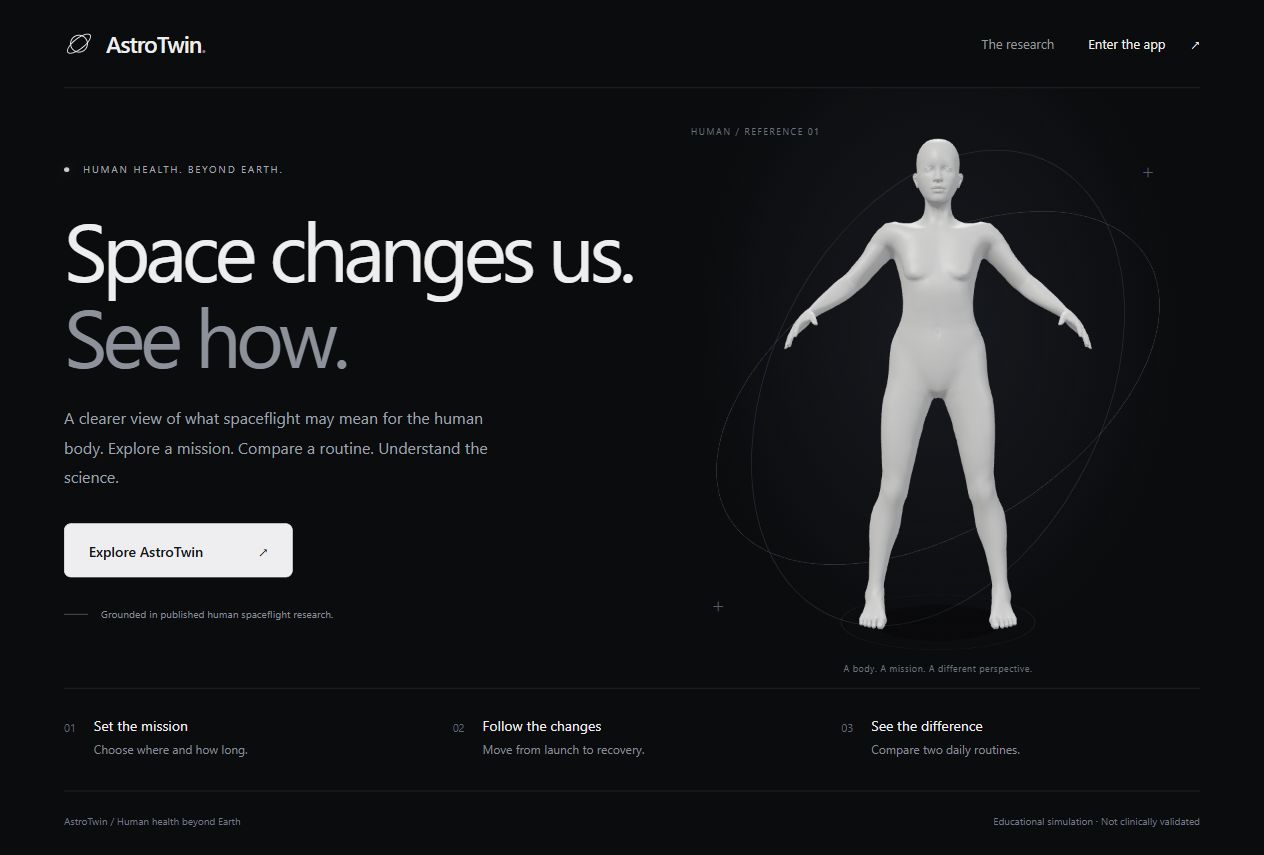 AstroTwin.
The research
Enter the app ↗
HUMAN / REFERENCE 01
HUMAN HEALTH. BEYOND EARTH.
Space changes us.
See how.
A clearer view of what spaceflight may mean for the human
body. Explore a mission. Compare a routine. Understand the
science.
Explore AstroTwin ↗
Grounded in published human spaceflight research.
A body. A mission. A different perspective.
01 Set the mission
Choose where and how long.
02 Follow the changes
Move from launch to recovery.
03 See the difference
Compare two daily routines.
AstroTwin / Human health beyond Earth
Educational simulation · Not clinically validated